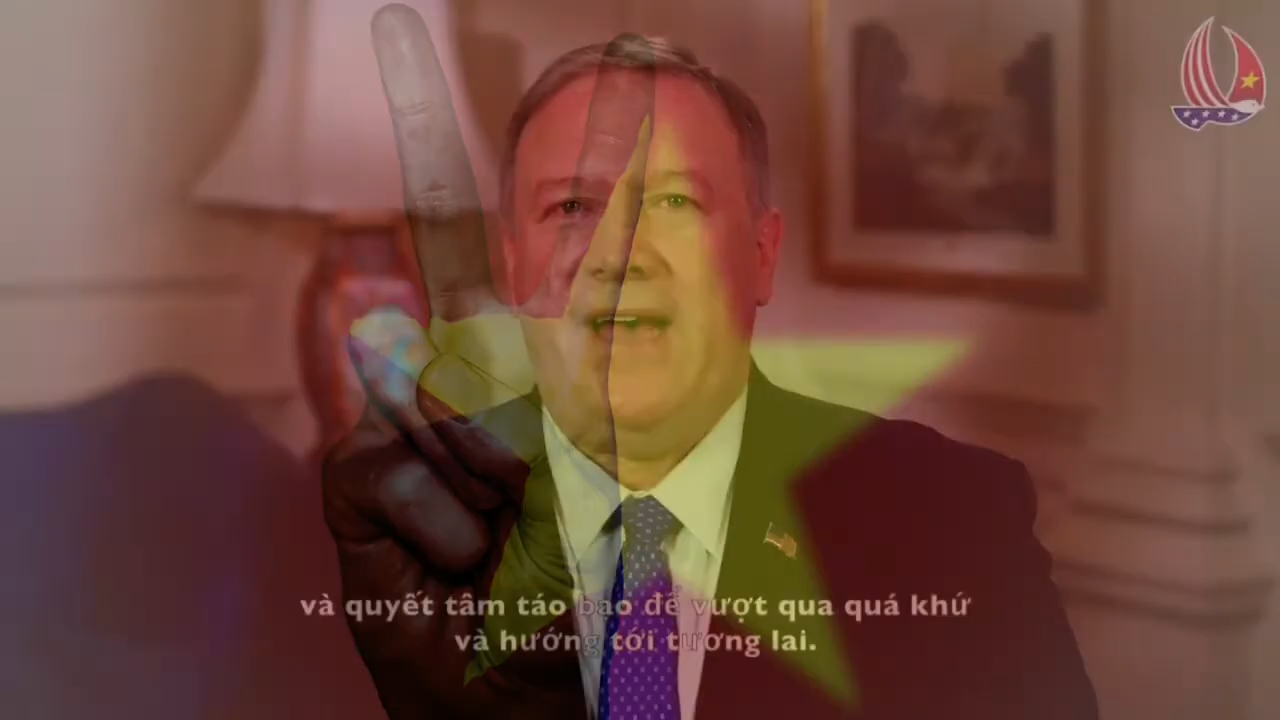 và quyết tâm táo bạo để vượt qua quá khứ
và hướng tới tương lai.